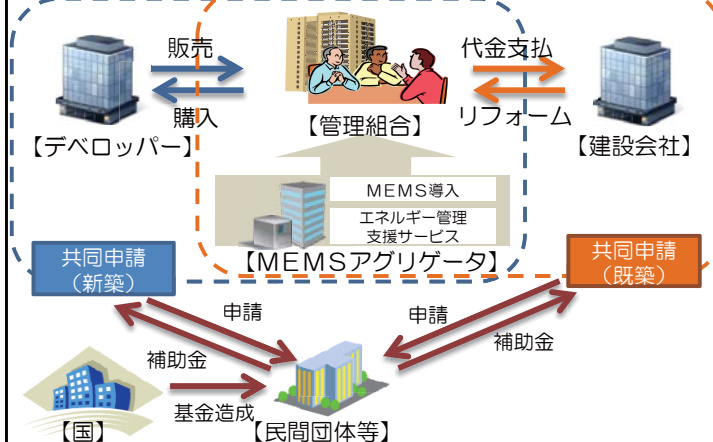 販売
購入
代金支払
リフォーム
【デベロッパー】
【管理組合】
【建設会社】
MEMS導入
エネルギー管理
支援サービス
【MEMSアグリゲータ】
共同申請
(新築)
共同申請
(既築)
申請
補助金
申請
補助金
基金造成
【国】
【民間団体等】